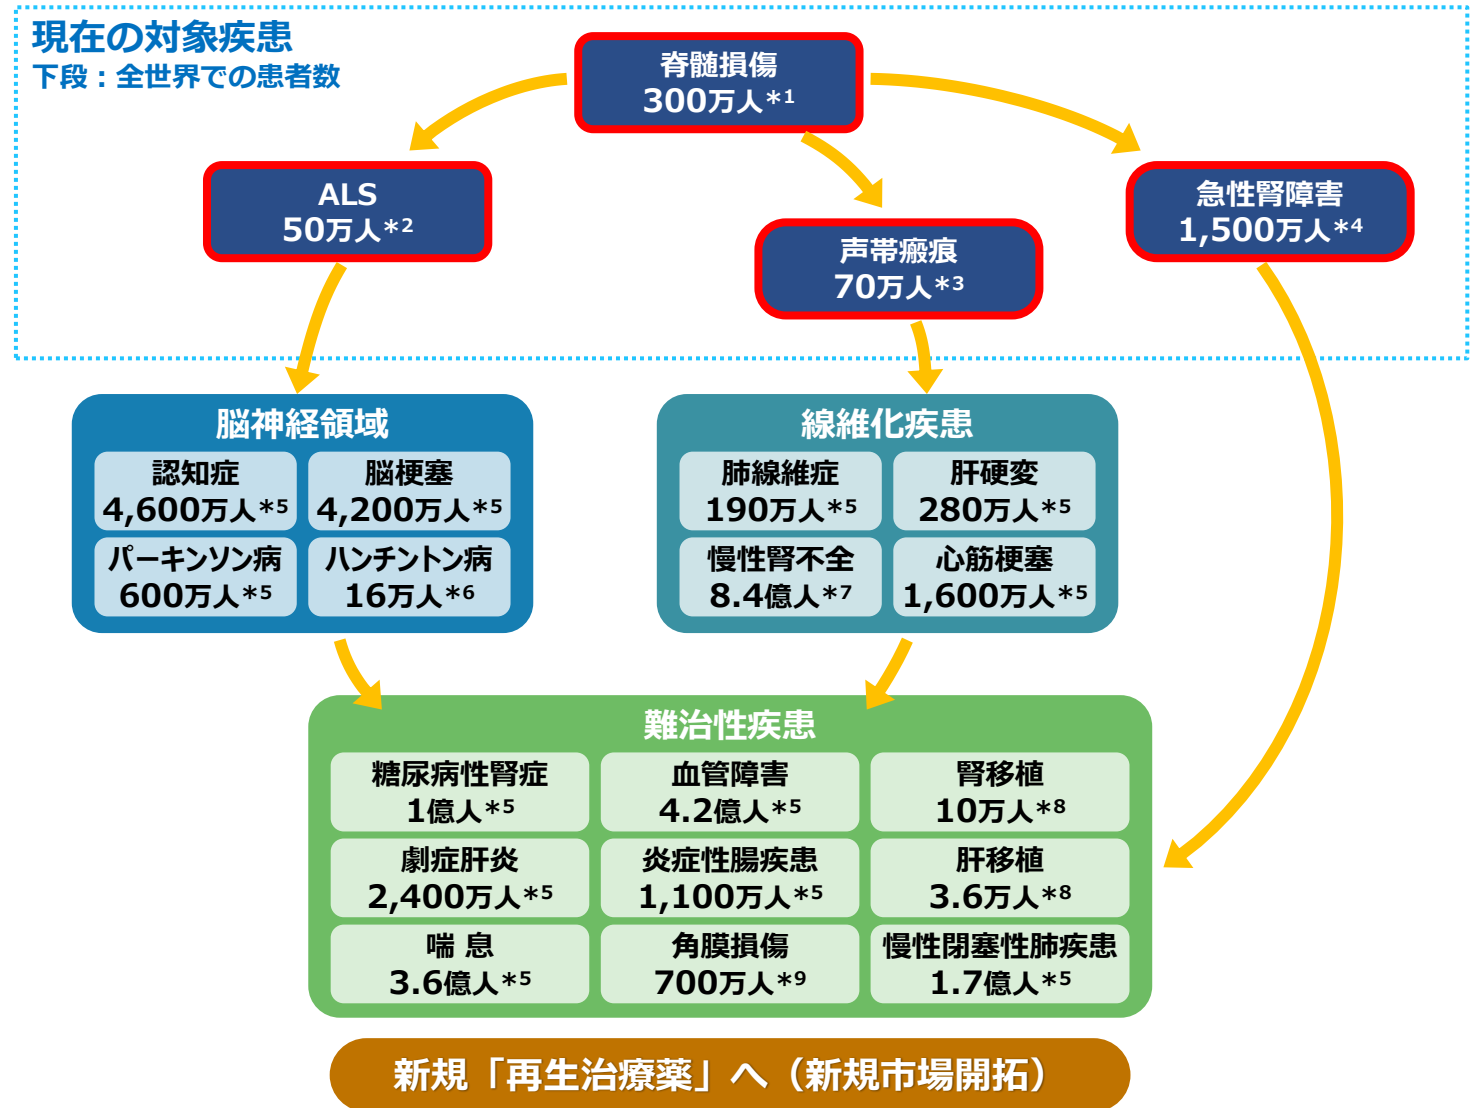 現在の対象疾患
下段：全世界での患者数
脊髄損傷
300万人*1
ALS
50万人*2
声帯瘢痕
70万人*3
急性腎障害
1,500万人*4
脳神経領域
認知症
4,600万人*5
脳梗塞
4,200万人*5
パーキンソン病
600万人*5
ハンチントン病
16万人*6
線維化疾患
肺線維症
190万人*5
肝硬変
280万人*5
慢性腎不全
8.4億人*7
心筋梗塞
1,600万人*5
難治性疾患
糖尿病性腎症
1億人*5
血管障害
4.2億人*5
腎移植
10万人*8
劇症肝炎
2,400万人*5
炎症性腸疾患
1,100万人*5
肝移植
3.6万人*8
喘 息
3.6億人*5
角膜損傷
700万人*9
慢性閉塞性肺疾患
1.7億人*5
新規「再生治療薬」へ（新規市場開拓）